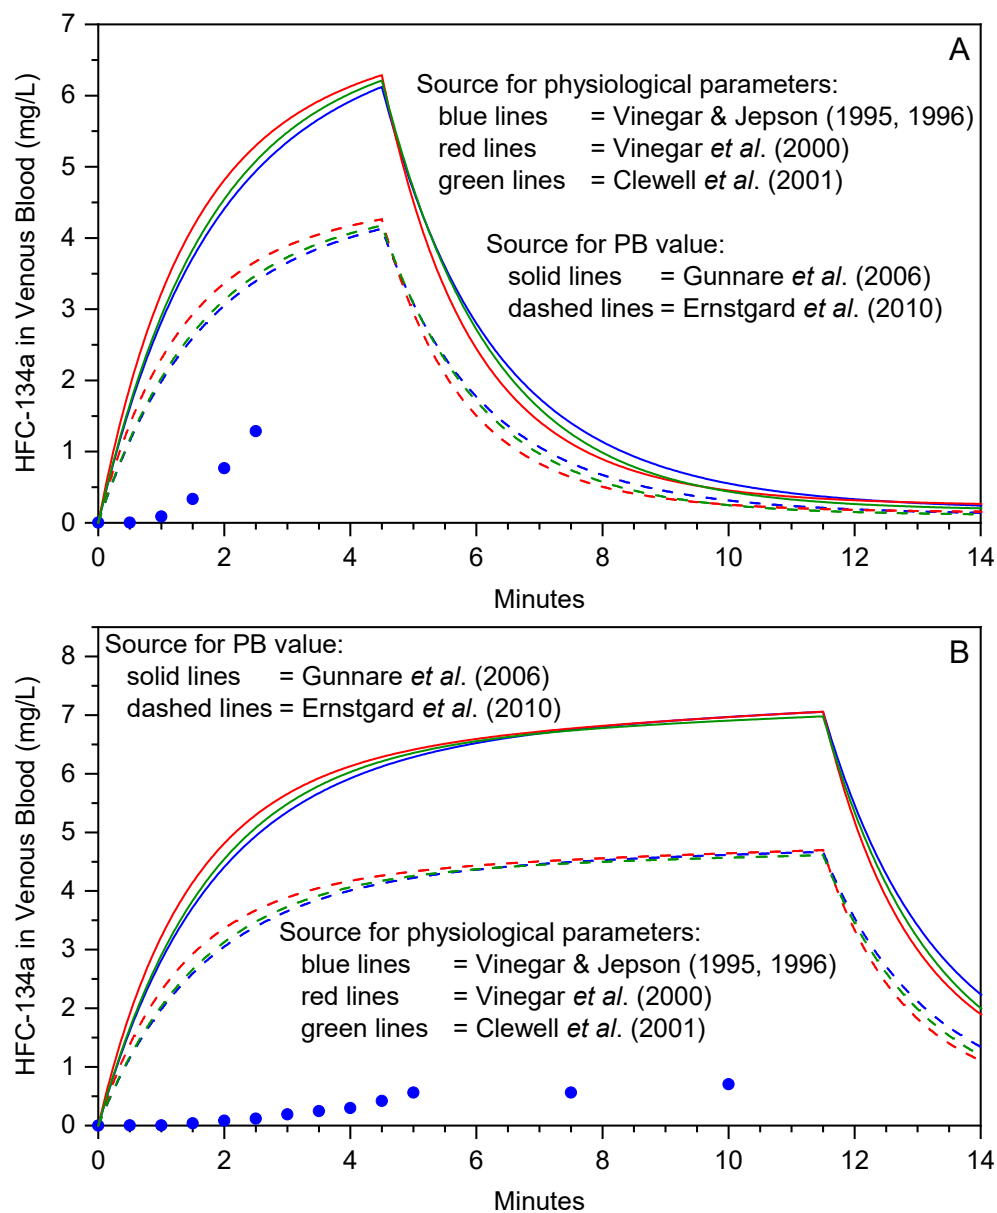 A
HFC-134a in Venous Blood (mg/L)
7
6
5
4
3
2
1
0
Source for physiological parameters:
blue lines = Vinegar & Jepson (1995, 1996)
red lines = Vinegar et al. (2000)
green lines = Clewell et al. (2001)
Source for PB value:
solid lines = Gunnare et al. (2006)
dashed lines = Ernstgard et al. (2010)
0 2 4 6 8 10 12 14
Minutes
B
HFC-134a in Venous Blood (mg/L)
8
7
6
5
4
3
2
1
0
Source for PB value:
solid lines = Gunnare et al. (2006)
dashed lines = Ernstgard et al. (2010)
Source for physiological parameters:
blue lines = Vinegar & Jepson (1995, 1996)
red lines = Vinegar et al. (2000)
green lines = Clewell et al. (2001)
0 2 4 6 8 10 12 14
Minutes